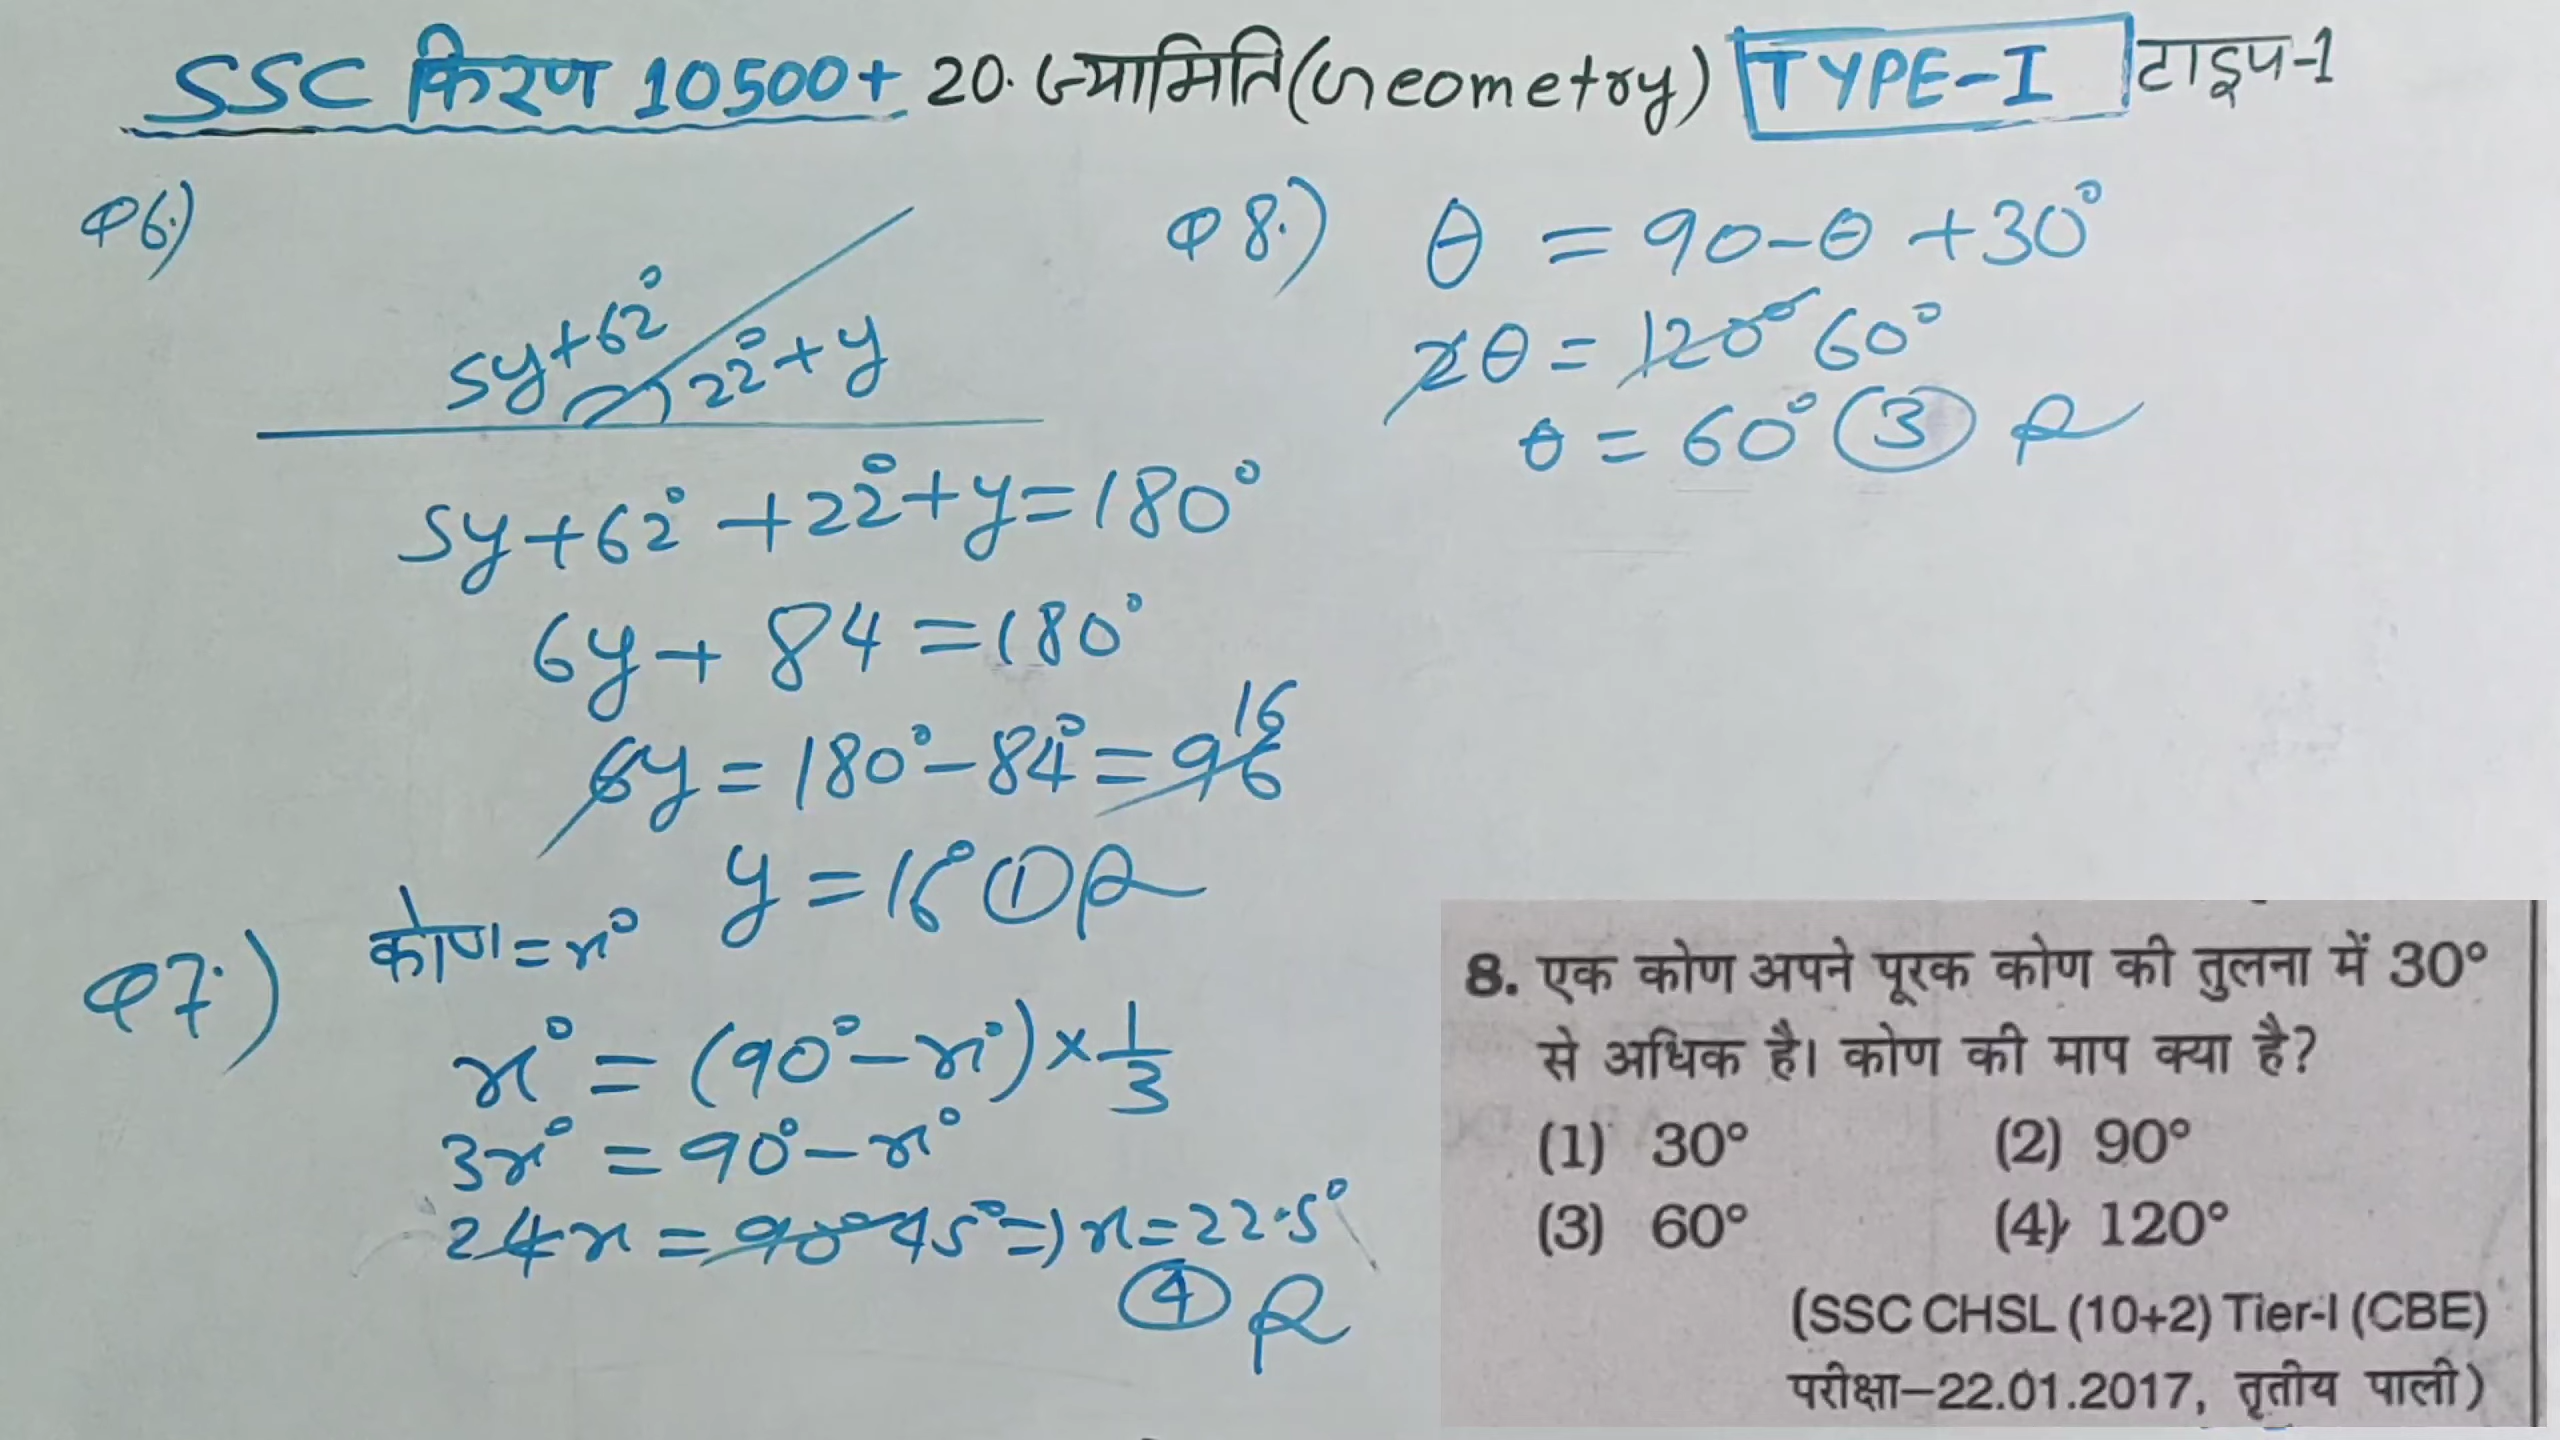 SSC किरण 10500+ 20. ज्यामिति (Geometry) TYPE-I टाइप-1
Q6.)
5y+62° 22°+y
5y+62°+22°+y=180°
6y+84=180°
6y=180°-84°=96 16
y=16° ① R
Q7.) कोण=x°
x°=(90°-x°)×1/3
3x°=90°-x°
2 4x=90° 45°⇒x=22.5°
④ R
Q8.) θ=90-θ+30°
2θ=120° 60°
θ=60° ③ R
8. एक कोण अपने पूरक कोण की तुलना में 30°
से अधिक है। कोण की माप क्या है?
(1) 30° (2) 90°
(3) 60° (4) 120°
(SSC CHSL (10+2) Tier-I (CBE)
परीक्षा–22.01.2017, तृतीय पाली)